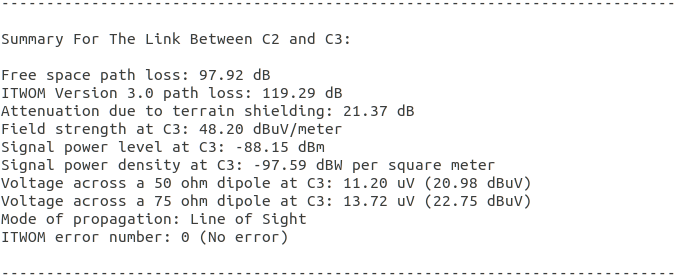 ---------------------------------------------------------------------------
Summary For The Link Between C2 and C3:
Free space path loss: 97.92 dB
ITWOM Version 3.0 path loss: 119.29 dB
Attenuation due to terrain shielding: 21.37 dB
Field strength at C3: 48.20 dBuV/meter
Signal power level at C3: -88.15 dBm
Signal power density at C3: -97.59 dBW per square meter
Voltage across a 50 ohm dipole at C3: 11.20 uV (20.98 dBuV)
Voltage across a 75 ohm dipole at C3: 13.72 uV (22.75 dBuV)
Mode of propagation: Line of Sight
ITWOM error number: 0 (No error)
---------------------------------------------------------------------------